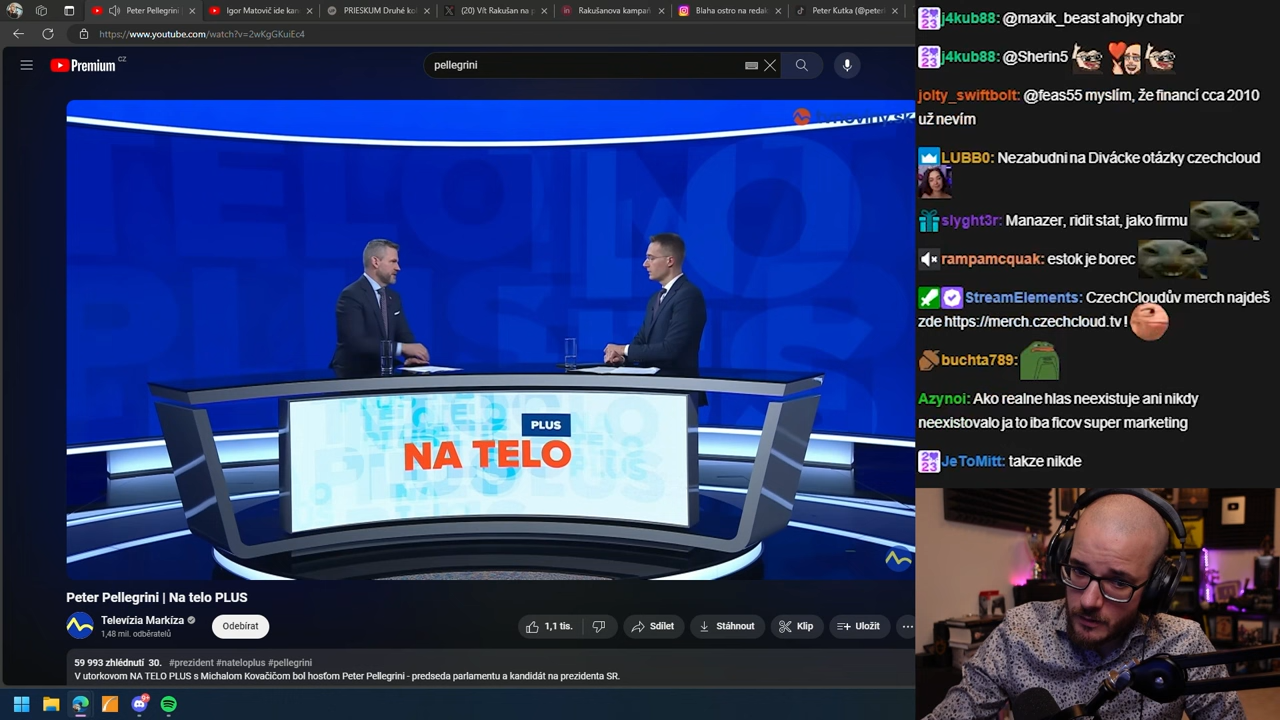 Peter Pellegrini |
Igor Matovič ide kan
PRIESKUM Druhé kol
(20) Vít Rakušan na p
Rakušanova kampaň
Blaha ostro na redak
Peter Kutka (@peter
https://www.youtube.com/watch?v=2wKgGKuiEc4
Premium CZ
pellegrini
NA TELO
PLUS
Peter Pellegrini | Na telo PLUS
Televízia Markíza
1,48 mil. odběratelů
Odebírat
1,1 tis.
Sdílet
Stáhnout
Klip
Uložit
59 993 zhlédnutí 30. #prezident #nateloplus #pellegrini
V utorkovom NA TELO PLUS s Michalom Kovačičom bol hosťom Peter Pellegrini - predseda parlamentu a kandidát na prezidenta SR.
j4kub88: @maxik_beast ahojky chabr
j4kub88: @Sherin5
jolty_swiftbolt: @feas55 myslím, že financí cca 2010
už nevím
LUBB0: Nezabudni na Divácke otázky czechcloud
slyght3r: Manazer, ridit stat, jako firmu
rampamcquak: estok je borec
StreamElements: CzechCloudův merch najdeš
zde https://merch.czechcloud.tv !
buchta789:
Azynoi: Ako realne hlas neexistuje ani nikdy
neexistovalo ja to iba ficov super marketing
JeToMitt: takze nikde